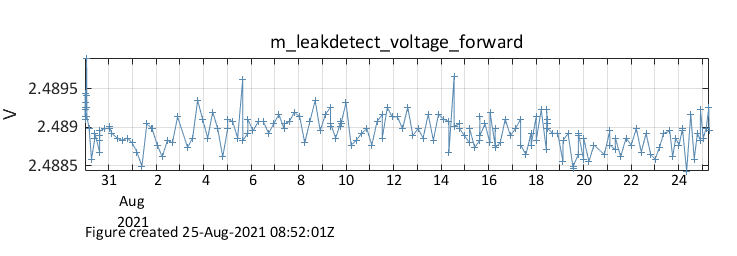 m_leakdetect_voltage_forward
V
2.4895
2.489
2.4885
31 2 4 6 8 10 12 14 16 18 20 22 24
Aug
2021
Figure created 25-Aug-2021 08:52:01Z